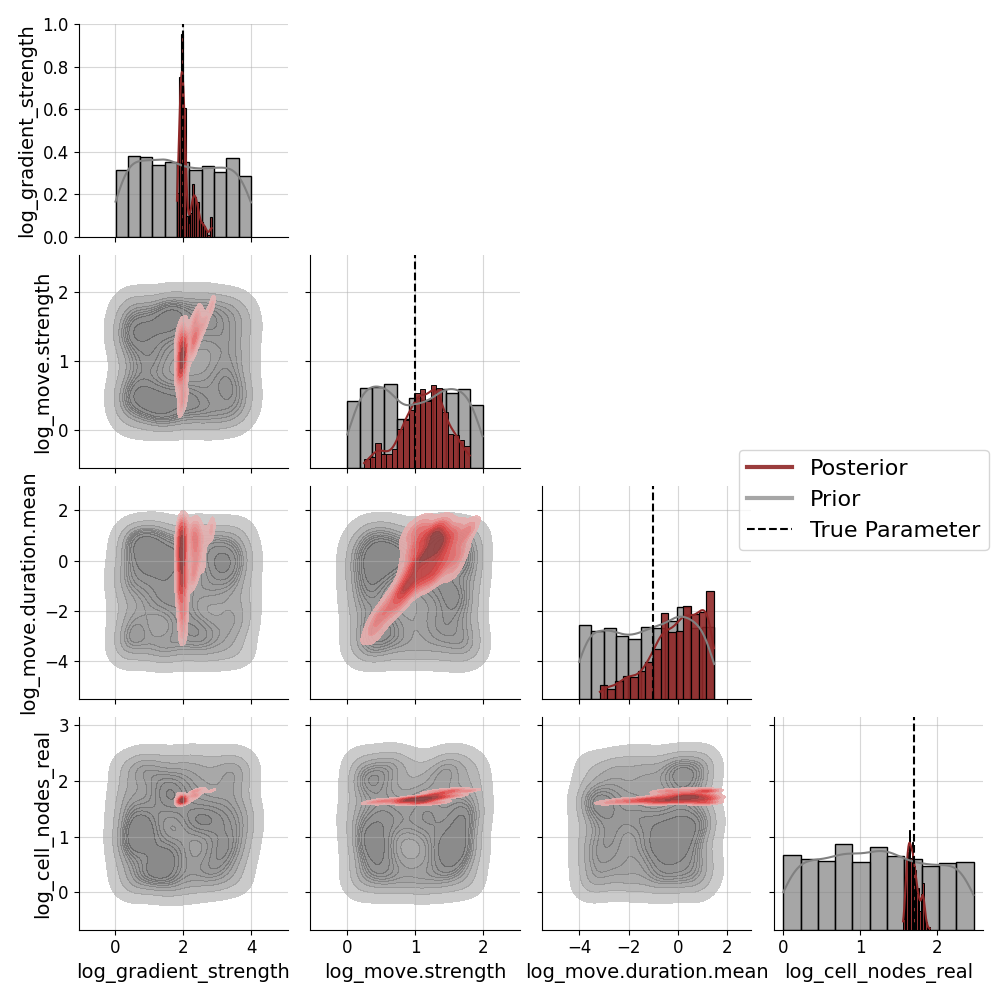 1.0
0.8
0.6
0.4
0.2
0.0
log_gradient_strength
2
1
0
log_move.strength
2
0
−2
−4
log_move.duration.mean
Posterior
Prior
True Parameter
3
2
1
0
log_cell_nodes_real
0 2 4
0 1 2
−4 −2 0 2
0 1 2
log_gradient_strength
log_move.strength
log_move.duration.mean
log_cell_nodes_real